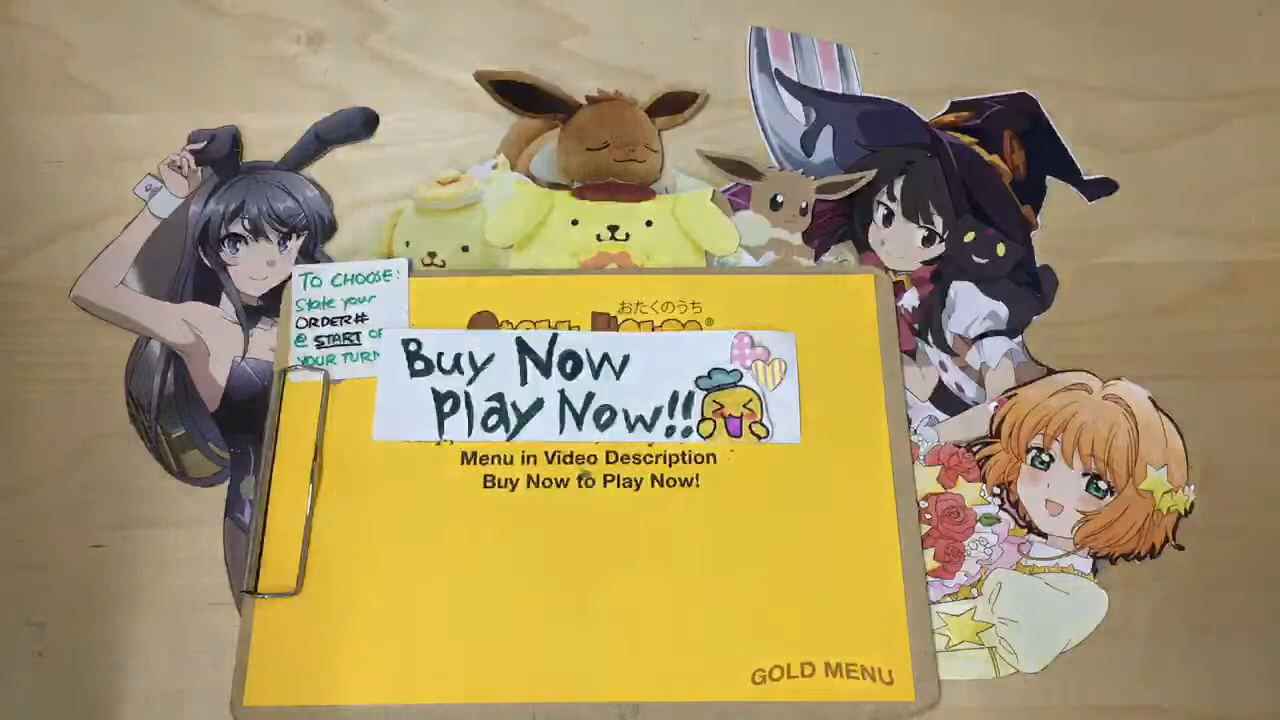 TO CHOOSE!
State your
ORDER#
@ START OF
YOUR TURN
おたくのうち
Buy Now
Play Now!!
Menu in Video Description
Buy Now to Play Now!
GOLD MENU